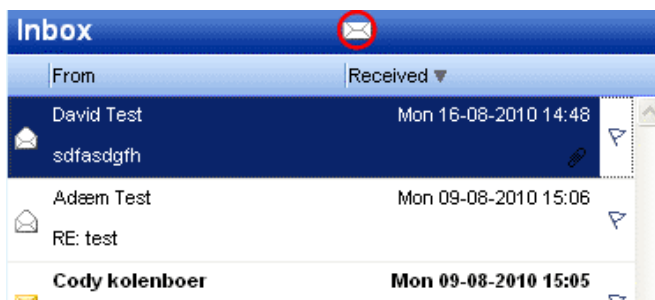 Inbox
From Received
David Test Mon 16-08-2010 14:48
sdfasdgfh
Adæm Test Mon 09-08-2010 15:06
RE: test
Cody kolenboer Mon 09-08-2010 15:05